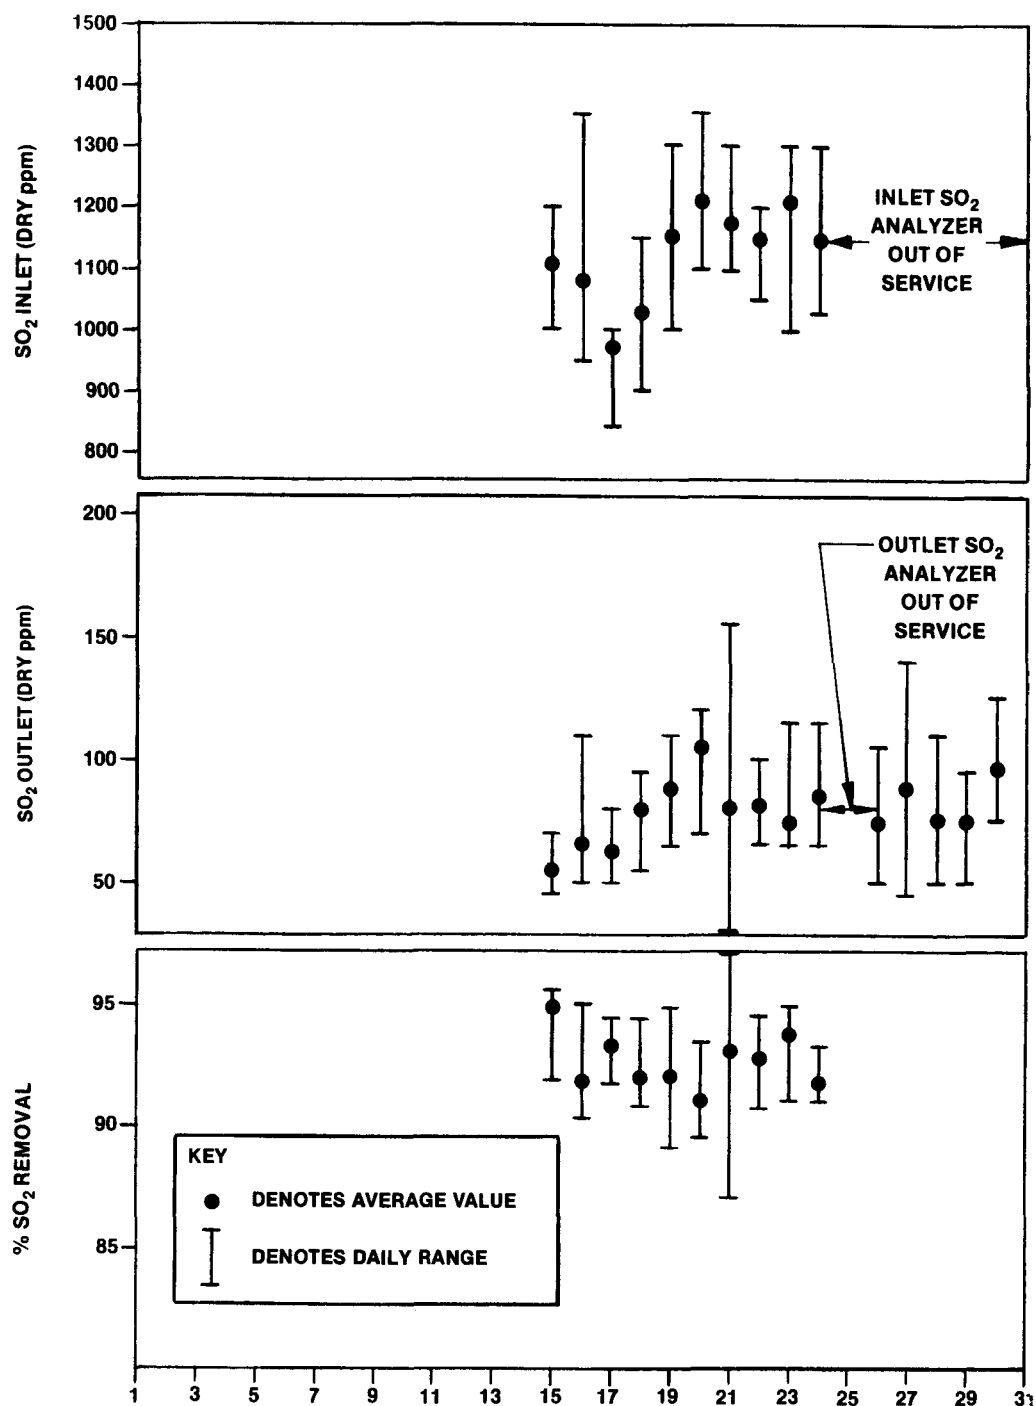 1500
1400
1300
1200
1100
1000
900
800
SO2 INLET (DRY ppm)
INLET SO2
ANALYZER
OUT OF
SERVICE
200
150
100
50
SO2 OUTLET (DRY ppm)
OUTLET SO2
ANALYZER
OUT OF
SERVICE
95
90
85
% SO2 REMOVAL
KEY
DENOTES AVERAGE VALUE
DENOTES DAILY RANGE
1 3 5 7 9 11 13 15 17 19 21 23 25 27 29 31